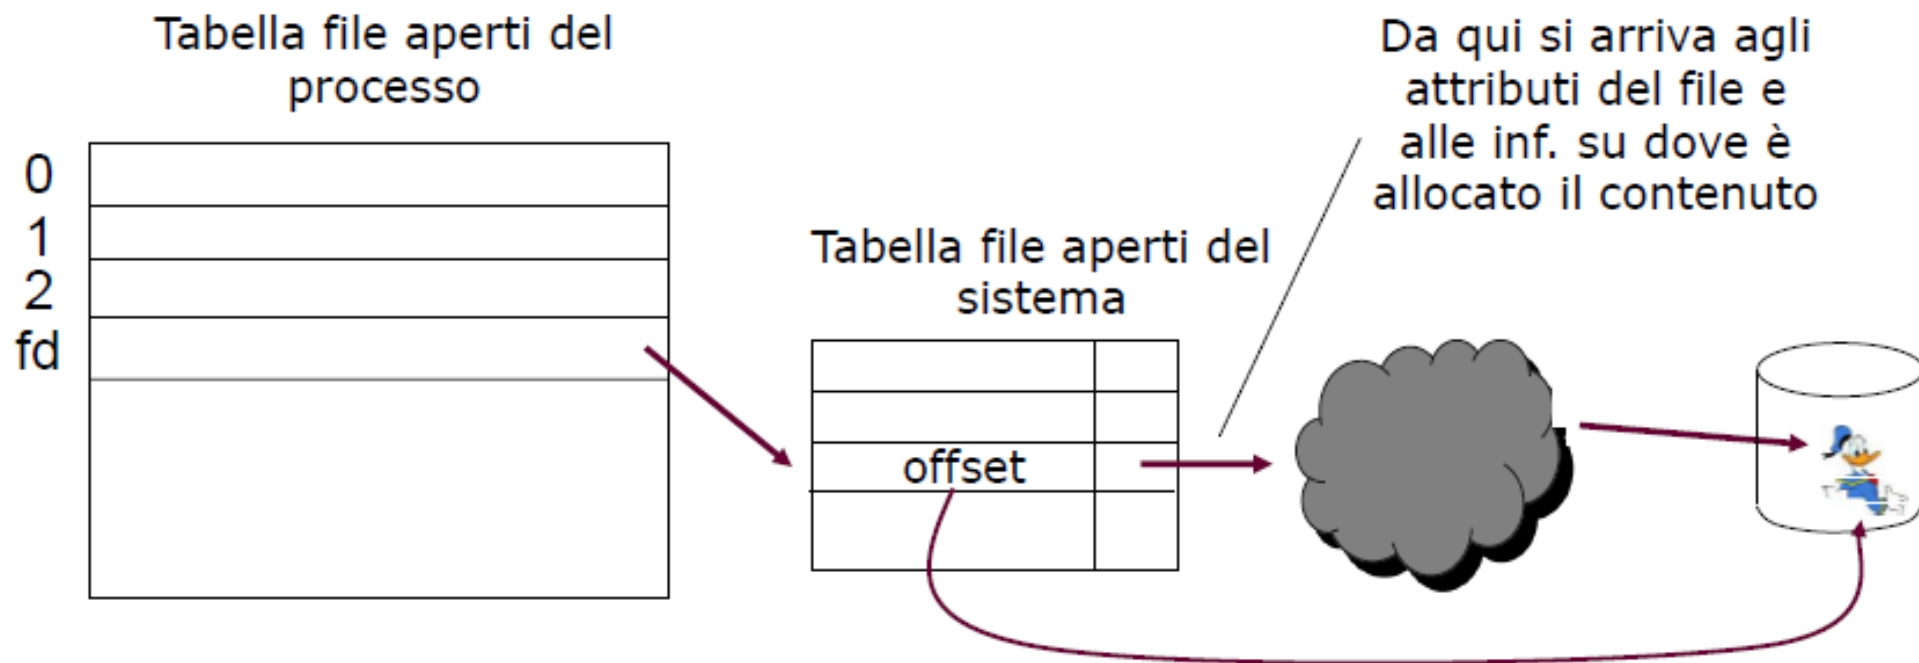 Tabella file aperti del
processo
0
1
2
fd
Tabella file aperti del
sistema
offset
Da qui si arriva agli
attributi del file e
alle inf. su dove è
allocato il contenuto